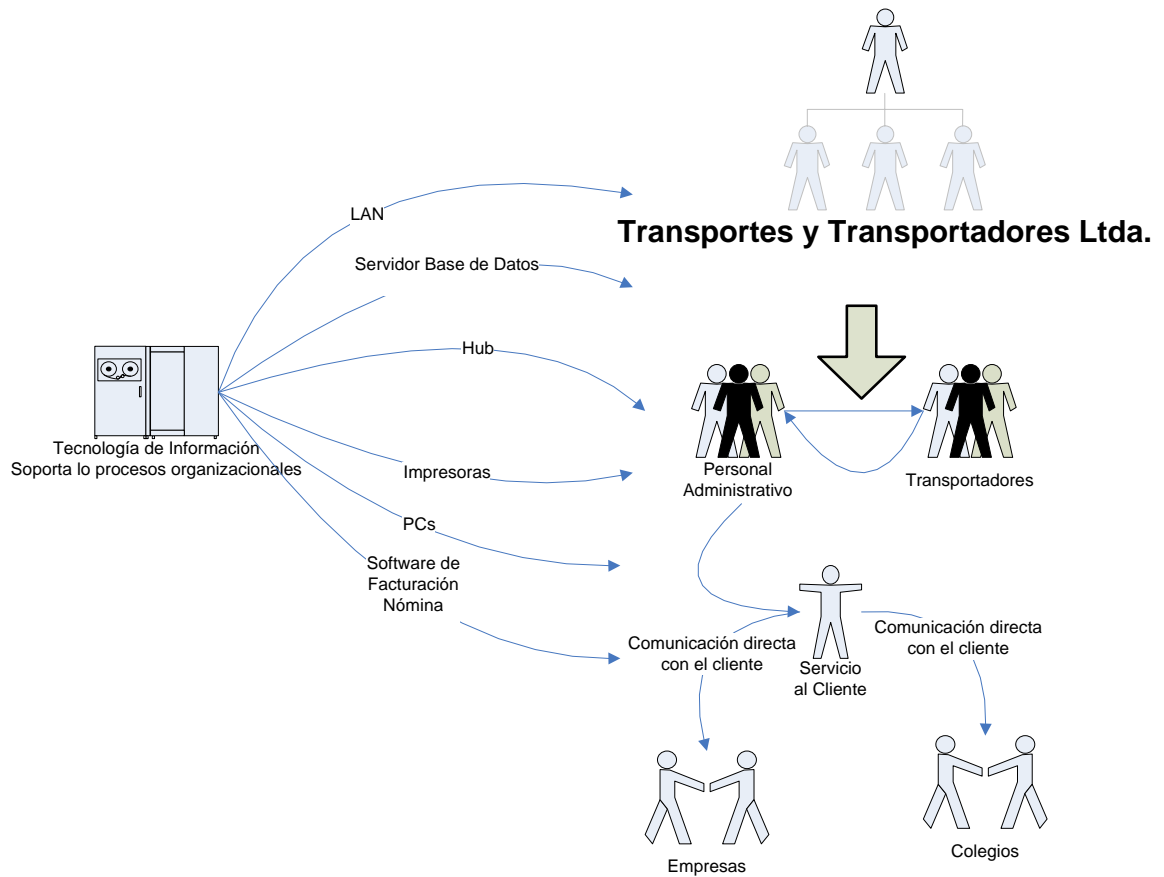 Transportes y Transportadores Ltda.
LAN
Servidor Base de Datos
Hub
Tecnología de Información
Soporta lo procesos organizacionales
Impresoras
PCs
Software de
Facturación
Nómina
Personal
Administrativo
Transportadores
Comunicación directa
con el cliente
Servicio
al Cliente
Comunicación directa
con el cliente
Empresas
Colegios